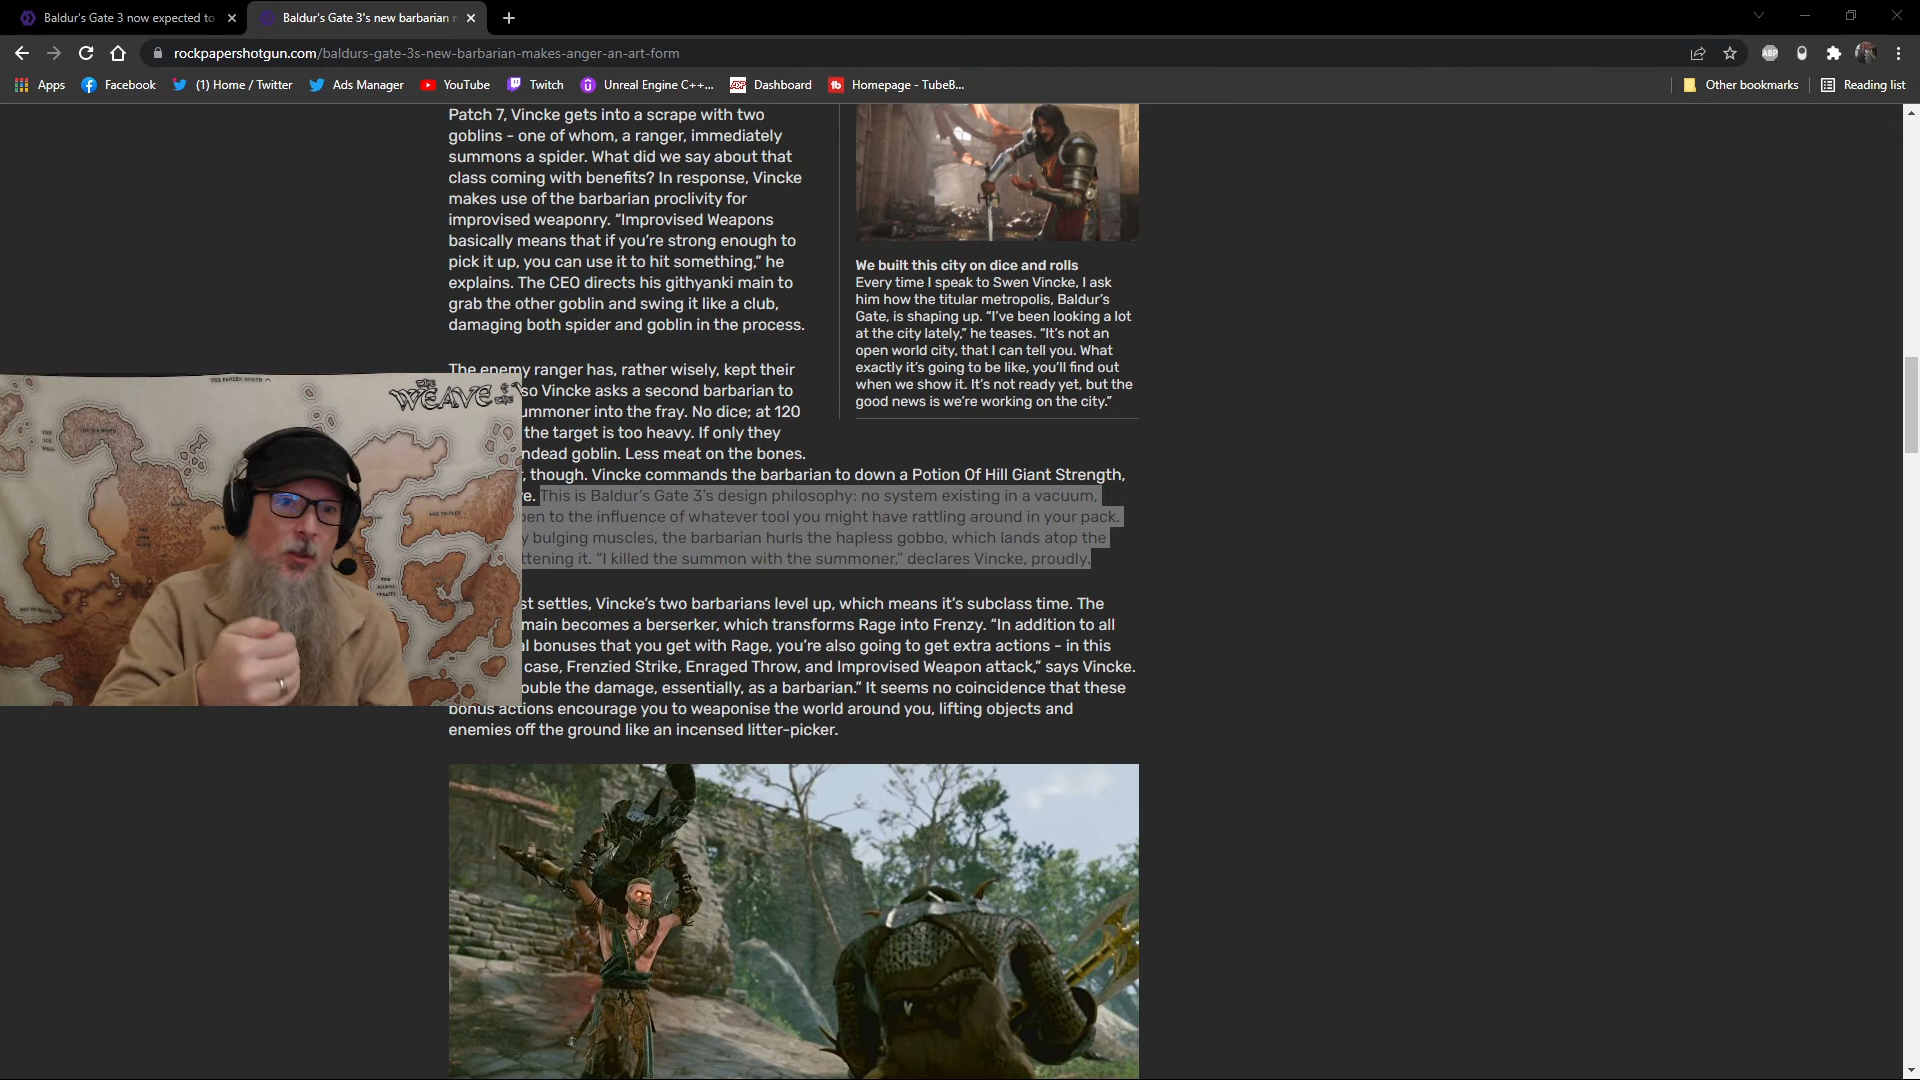 Baldur's Gate 3 now expected to
Baldur's Gate 3's new barbarian
rockpapershotgun.com/baldurs-gate-3s-new-barbarian-makes-anger-an-art-form
ABP
Apps
Facebook
(1) Home / Twitter
Ads Manager
YouTube
Twitch
Unreal Engine C++...
Dashboard
Homepage - TubeB...
Other bookmarks
Reading list
Patch 7, Vincke gets into a scrape with two
goblins - one of whom, a ranger, immediately
summons a spider. What did we say about that
class coming with benefits? In response, Vincke
makes use of the barbarian proclivity for
improvised weaponry. “Improvised Weapons
basically means that if you’re strong enough to
pick it up, you can use it to hit something,” he
explains. The CEO directs his githyanki main to
grab the other goblin and swing it like a club,
damaging both spider and goblin in the process.
We built this city on dice and rolls
Every time I speak to Swen Vincke, I ask
him how the titular metropolis, Baldur’s
Gate, is shaping up. “I’ve been looking a lot
at the city lately,” he teases. “It’s not an
open world city, that I can tell you. What
exactly it’s going to be like, you’ll find out
when we show it. It’s not ready yet, but the
good news is we’re working on the city.”
The enemy ranger has, rather wisely, kept their
so Vincke asks a second barbarian to
ummoner into the fray. No dice; at 120
the target is too heavy. If only they
ndead goblin. Less meat on the bones.
, though. Vincke commands the barbarian to down a Potion Of Hill Giant Strength,
e. This is Baldur’s Gate 3’s design philosophy: no system existing in a vacuum,
en to the influence of whatever tool you might have rattling around in your pack.
y bulging muscles, the barbarian hurls the hapless gobbo, which lands atop the
ttening it. “I killed the summon with the summoner,” declares Vincke, proudly.
st settles, Vincke’s two barbarians level up, which means it’s subclass time. The
main becomes a berserker, which transforms Rage into Frenzy. “In addition to all
al bonuses that you get with Rage, you’re also going to get extra actions - in this
case, Frenzied Strike, Enraged Throw, and Improvised Weapon attack,” says Vincke.
ouble the damage, essentially, as a barbarian.” It seems no coincidence that these
bonus actions encourage you to weaponise the world around you, lifting objects and
enemies off the ground like an incensed litter-picker.
THE FROZEN NORTH
the
WEAVE